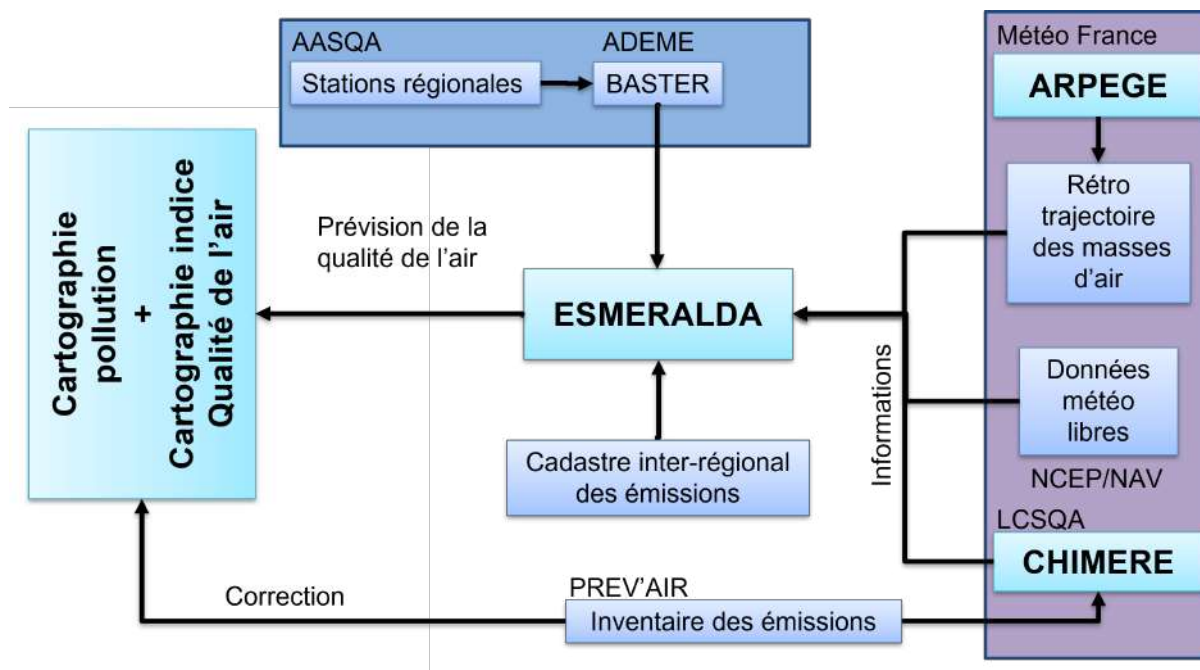 AASQA
ADEME
Stations régionales
BASTER
Météo France
ARPEGE
Rétro
trajectoire
des masses
d'air
Cartographie
pollution
+
Cartographie indice
Qualité de l'air
Prévision de la
qualité de l'air
ESMERALDA
Informations
Données
météo
libres
NCEP/NAV
Cadastre inter-régional
des émissions
LCSQA
CHIMERE
Correction
PREV'AIR
Inventaire des émissions